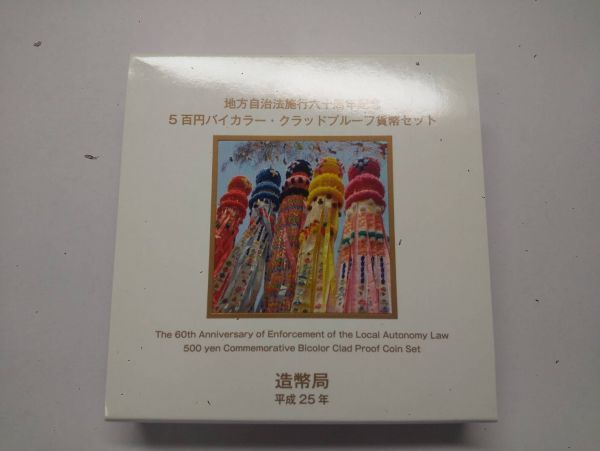 地方自治法施行六十周年記念
5百円バイカラー・クラッドプルーフ貨幣セット
The 60th Anniversary of Enforcement of the Local Autonomy Law
500 yen Commemorative Bicolor Clad Proof Coin Set
造幣局
平成25年